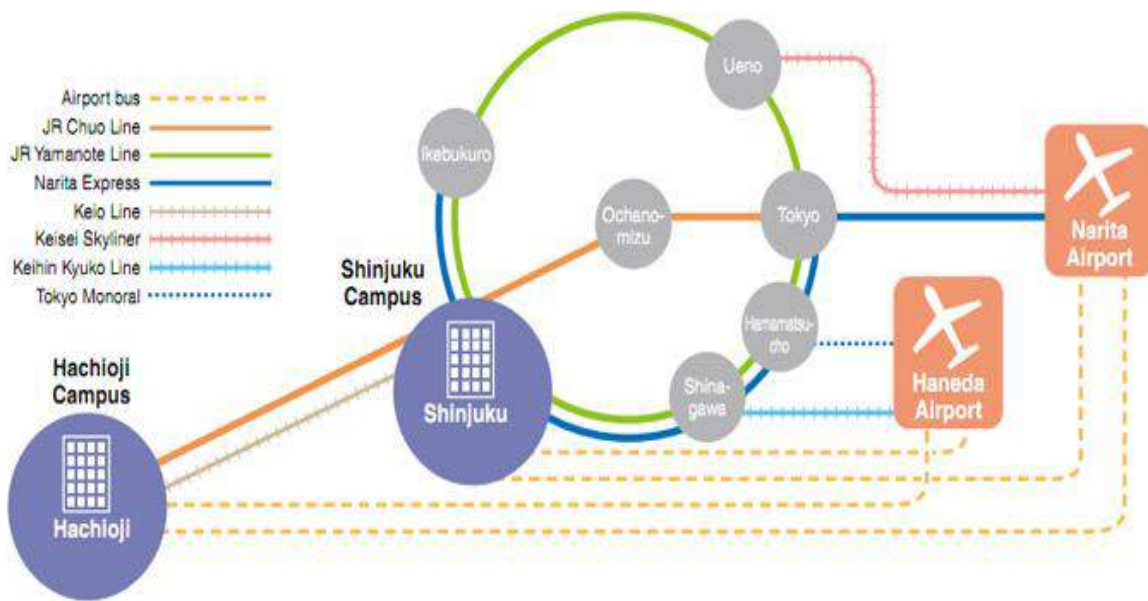 Airport bus
JR Chuo Line
JR Yamanote Line
Narita Express
Keio Line
Keisei Skyliner
Keihin Kyuko Line
Tokyo Monoral
Ueno
Ikebukuro
Ochano-
mizu
Tokyo
Narita
Airport
Shinjuku
Campus
Shinjuku
Hamamatsu-
cho
Shina-
gawa
Haneda
Airport
Hachioji
Campus
Hachioji